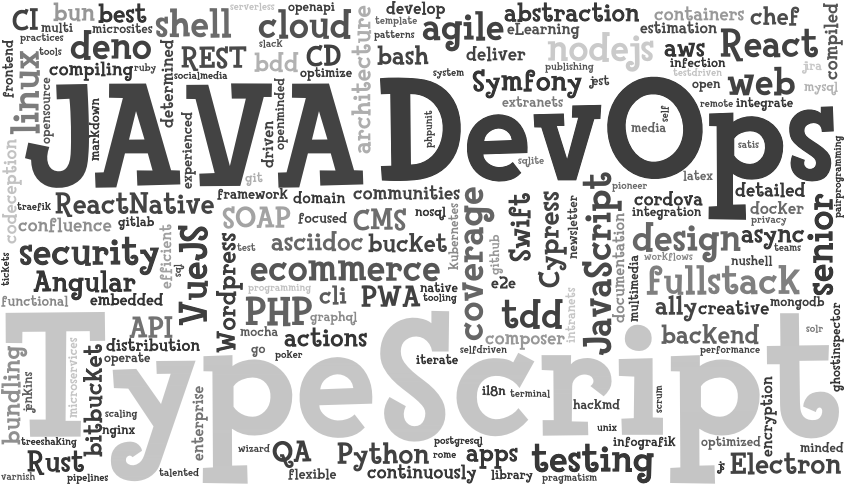 CI
bun
best
shell
serverless
openapi
develop
abstraction
containers
chef
compiled
multi
microsites
cloud
template
patterns
agile
eLearning
estimation
practices
tools
deno
REST
slack
CD
architecture
bash
deliver
nodejs
aws
React
frontend
linux
compiling
ruby
determined
socialmedia
bdd
optimize
system
Symfony
publishing
jest
infection
testdriven
web
jra
mysql
opensource
markdown
JAVA
experienced
driven
openminded
DevOps
phpunit
extranets
sqlite
media
self
open
remote
integrate
satis
pairprogramming
codeception
git
latex
traefik
ReactNative
framework
domain
communities
pioneer
cordova
detailed
confluence
gitlab
efficient
SOAP
focused
CMS
nosql
kubernetes
coverage
Swift
Cypress
newsletter
JavaScript
documentation
integration
docker
privacy
senior
tickets
security
sql
VueJS
Wordpress
test
asciidoc
bucket
github
design
async
teams
workflows
nushell
Angular
ecommerce
multimedia
fullstack
functional
embedded
programming
PHP
cli
PWA
native
tooling
e2e
tdd
intranets
a11y
creative
mongodb
API
graphql
mocha
actions
composer
backend
solr
distribution
go
poker
iterate
selfdriven
performance
ghostinspector
bundling
jenkins
microservices
TypeScript
operate
bitbucket
scaling
nginx
enterprise
i18n
terminal
hackmd
scrum
unix
encryption
treeshaking
wizard
QA
Python
postgresql
rome
apps
testing
infografik
optimized
minded
varnish
Rust
pipelines
talented
flexible
continuously
library
pragmatism
js
Electron